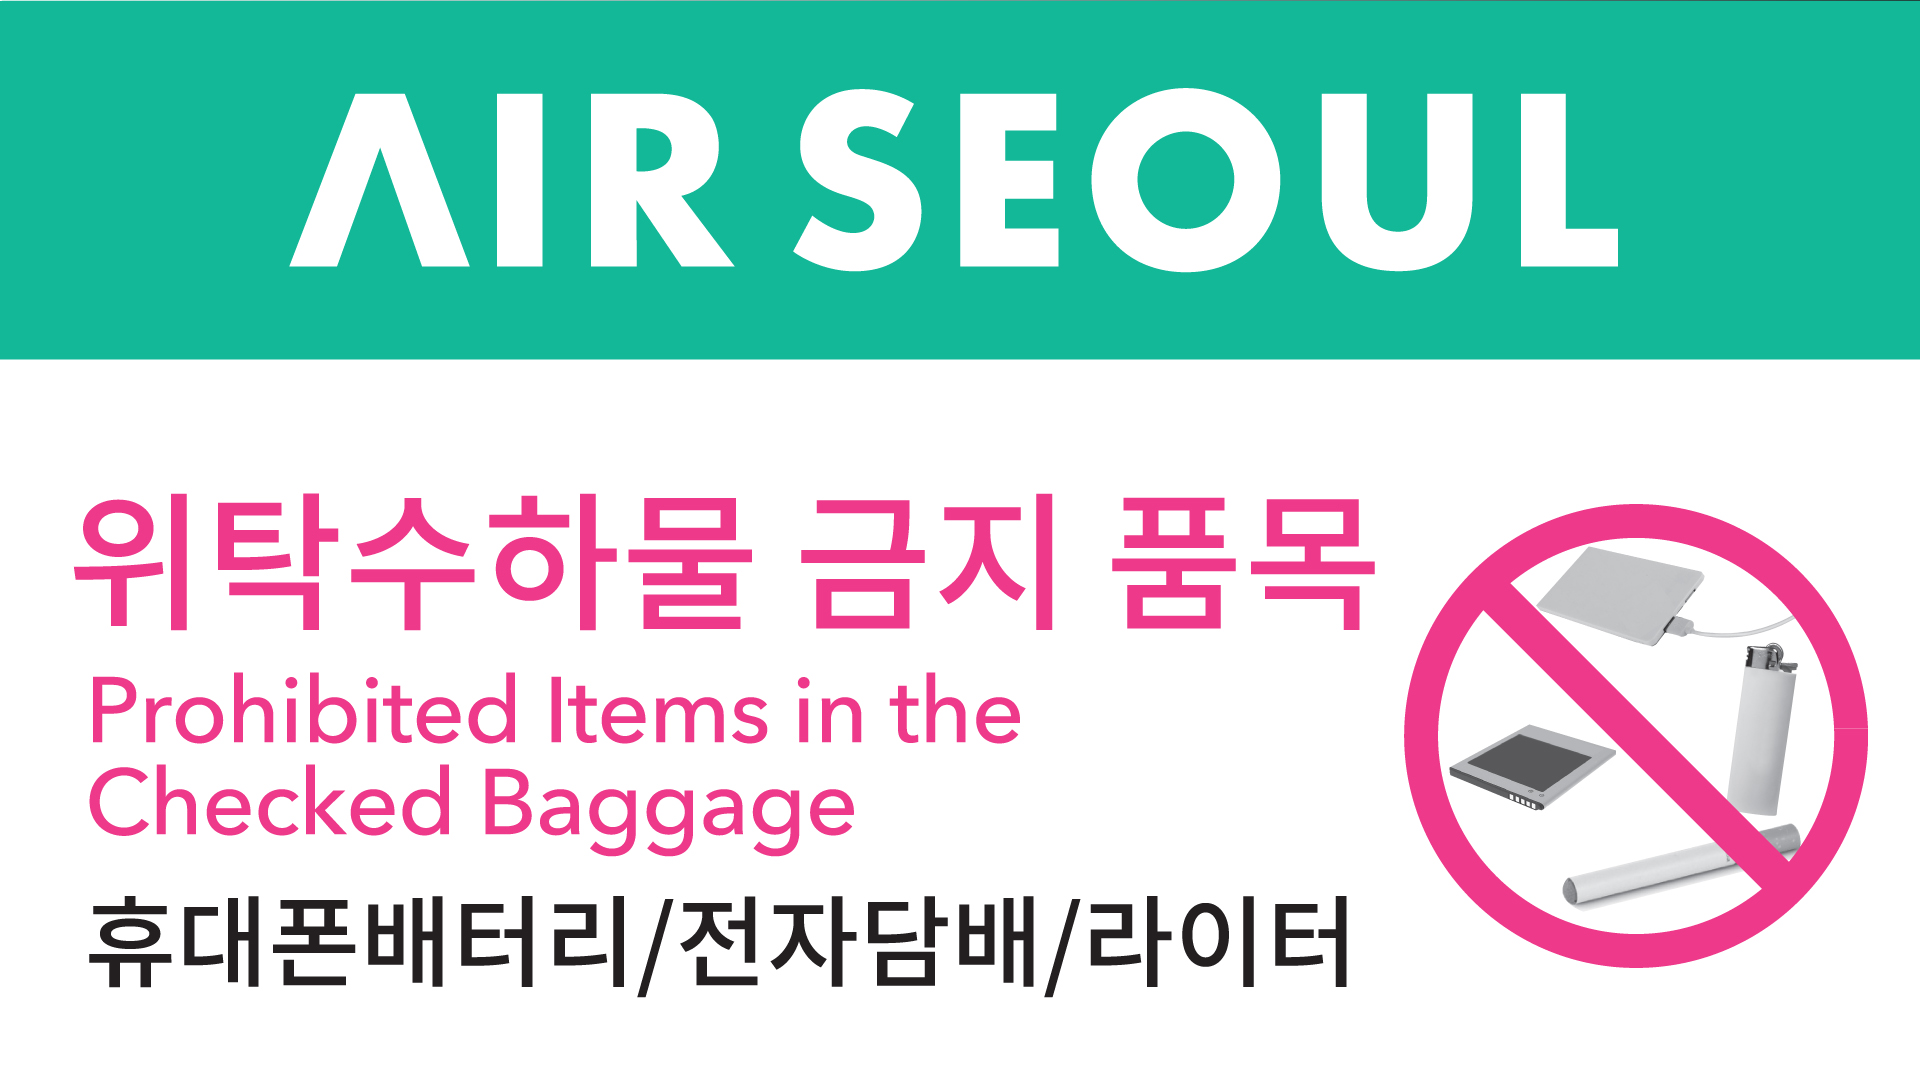 AIR SEOUL
위탁수하물 금지 품목
Prohibited Items in the
Checked Baggage
휴대폰배터리/전자담배/라이터